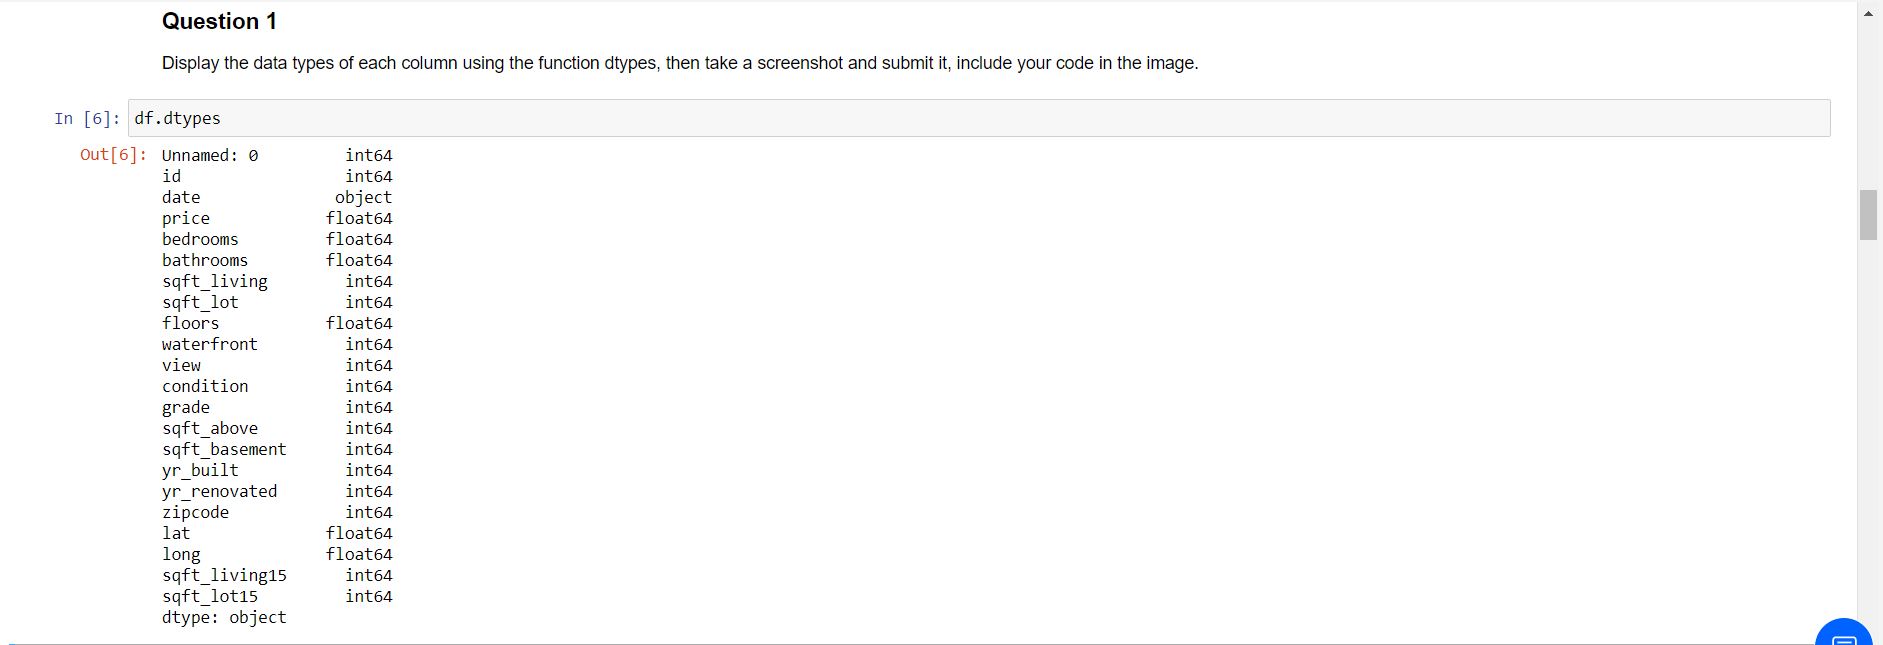 Question 1
Display the data types of each column using the function dtypes, then take a screenshot and submit it, include your code in the image.
In [6]: df.dtypes
Out[6]: Unnamed: 0 int64
id int64
date object
price float64
bedrooms float64
bathrooms float64
sqft_living int64
sqft_lot int64
floors float64
waterfront int64
view int64
condition int64
grade int64
sqft_above int64
sqft_basement int64
yr_built int64
yr_renovated int64
zipcode int64
lat float64
long float64
sqft_living15 int64
sqft_lot15 int64
dtype: object